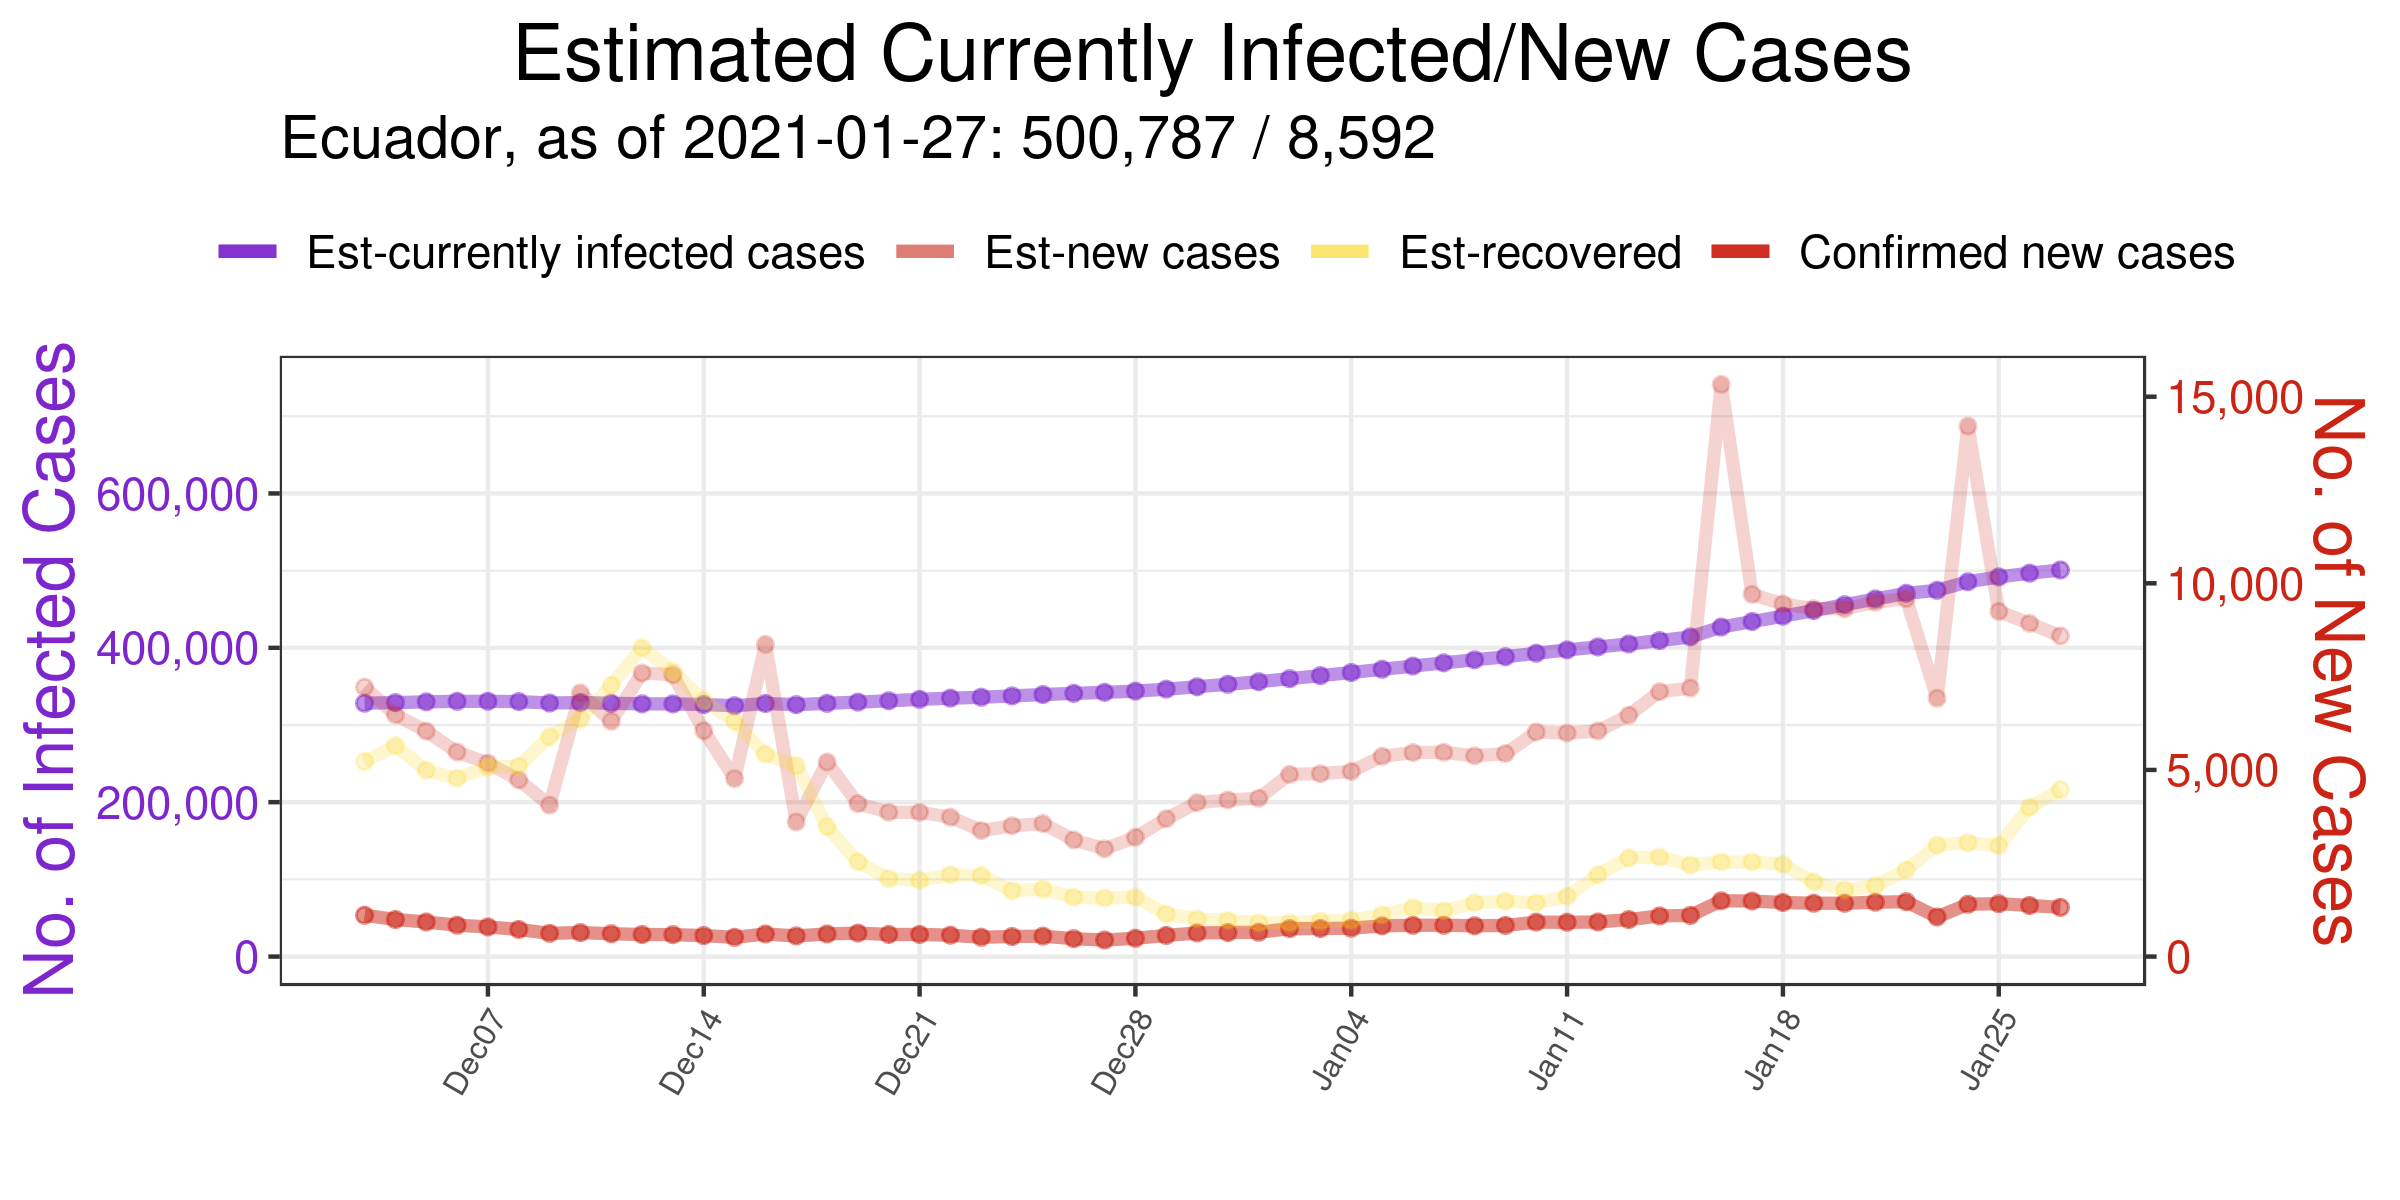 Estimated Currently Infected/New Cases
Ecuador, as of 2021-01-27: 500,787 / 8,592
Est-currently infected cases Est-new cases Est-recovered Confirmed new cases
No. of Infected Cases
600,000
400,000
200,000
0
15,000
10,000
5,000
0
No. of New Cases
Dec07 Dec14 Dec21 Dec28 Jan04 Jan11 Jan18 Jan25